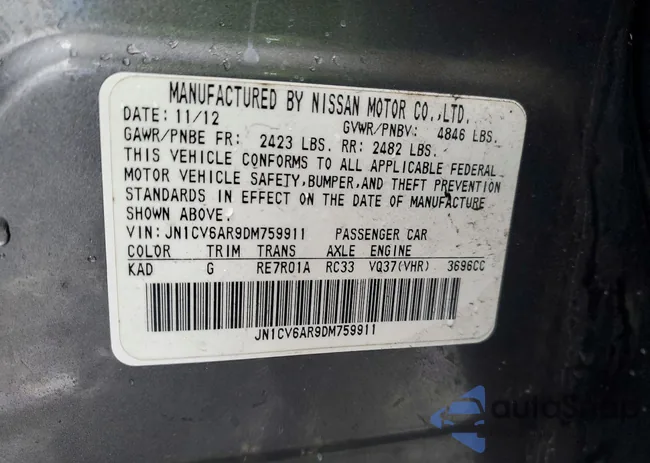 MANUFACTURED BY NISSAN MOTOR CO.,LTD.
DATE: 11/12 GVWR/PNBV: 4846 LBS.
GAWR/PNBE FR: 2423 LBS. RR: 2482 LBS.
THIS VEHICLE CONFORMS TO ALL APPLICABLE FEDERAL
MOTOR VEHICLE SAFETY,BUMPER,AND THEFT PREVENTION
STANDARDS IN EFFECT ON THE DATE OF MANUFACTURE
SHOWN ABOVE.
VIN: JN1CV6AR9DM759911 PASSENGER CAR
COLOR TRIM TRANS AXLE ENGINE
KAD G RE7R01A RC33 VQ37(VHR) 3696CC
JN1CV6AR9DM759911
autoSnap